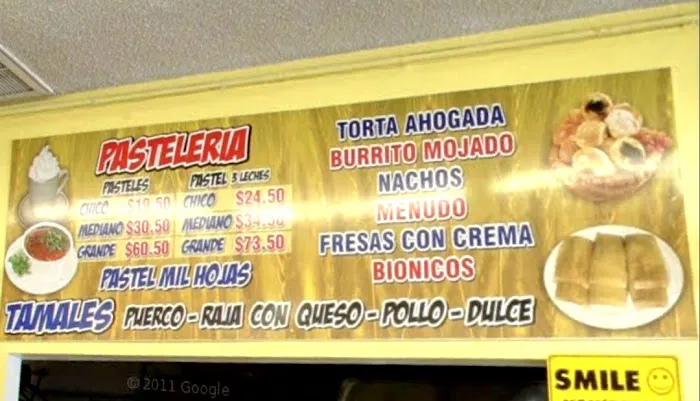 PASTELERIA
PASTELES
CHICO $19.50
MEDIANO $30.50
GRANDE $60.50
PASTEL 3 LECHES
CHICO $24.50
MEDIANO
GRANDE $73.50
PASTEL MIL HOJAS
TORTA AHOGADA
BURRITO MOJADO
NACHOS
MENUDO
FRESAS CON CREMA
BIONICOS
TAMALES PUERCO - RAJA CON QUESO - POLLO - DULCE
SMILE
© 2011 Google